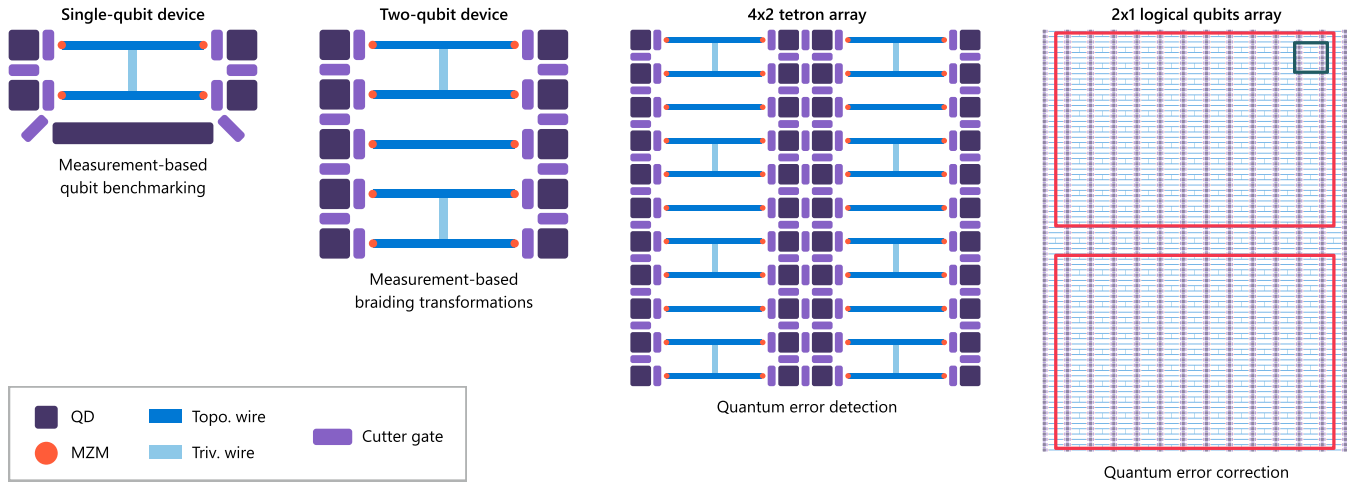 Single-qubit device
Measurement-based
qubit benchmarking
Two-qubit device
Measurement-based
braiding transformations
4x2 tetron array
Quantum error detection
2x1 logical qubits array
Quantum error correction
QD
MZM
Topo. wire
Triv. wire
Cutter gate